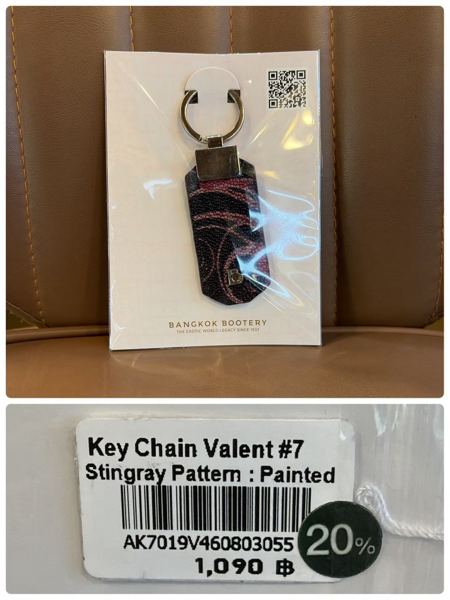 BANGKOK BOOTERY
THE EXOTIC WORLD LEGACY SINCE 1937
Key Chain Valent #7
Stingray Pattern : Painted
AK7019V460803055
20%
1,090 ฿